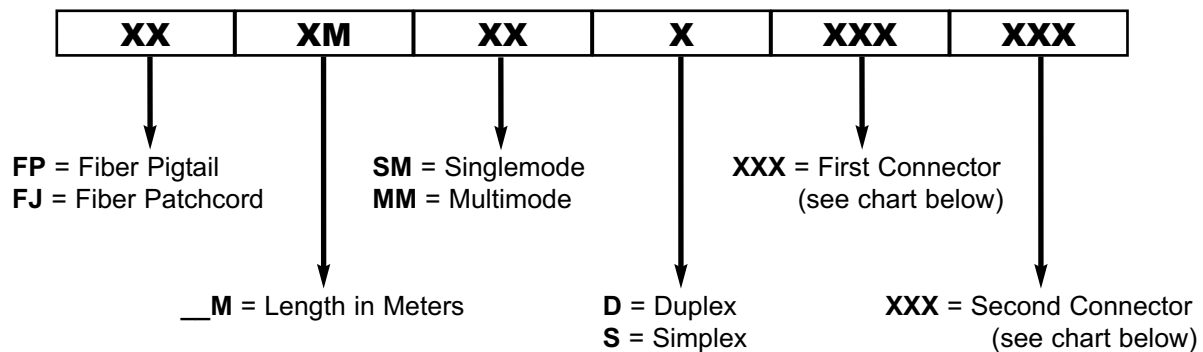 XX XM XX X XXX XXX
FP = Fiber Pigtail
FJ = Fiber Patchcord
SM = Singlemode
MM = Multimode
XXX = First Connector
(see chart below)
__M = Length in Meters
D = Duplex
S = Simplex
XXX = Second Connector
(see chart below)